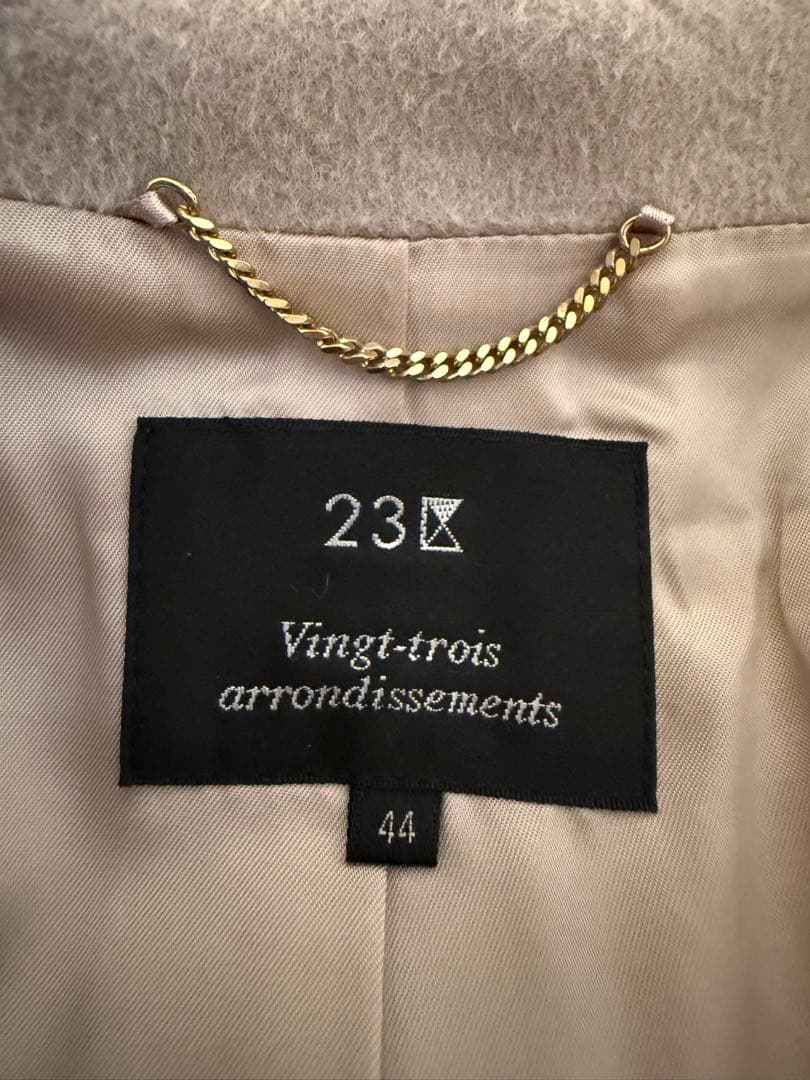 23区
Vingt-trois
arrondissements
44